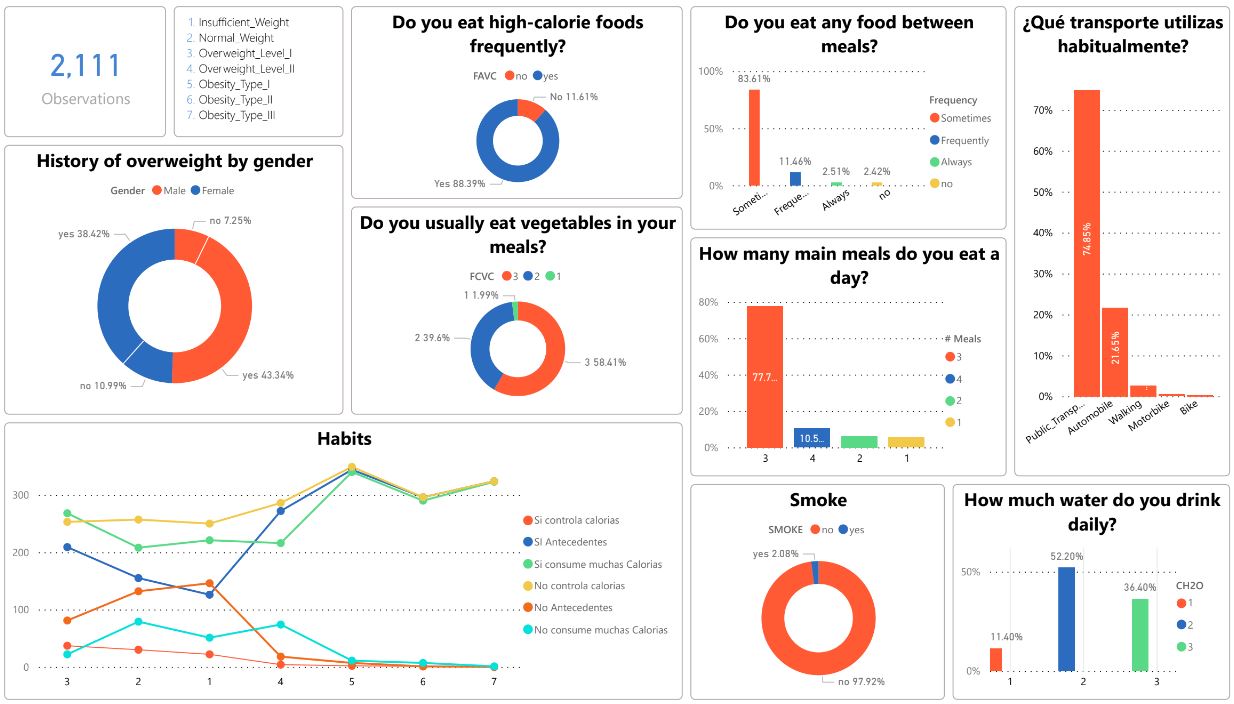 2,111
Observations
1. Insufficient_Weight
2. Normal_Weight
3. Overweight_Level_I
4. Overweight_Level_II
5. Obesity_Type_I
6. Obesity_Type_II
7. Obesity_Type_III
History of overweight by gender
Gender Male Female
no 7.25%
yes 38.42%
no 10.99%
yes 43.34%
Do you eat high-calorie foods
frequently?
FAVC no yes
No 11.61%
Yes 88.39%
Do you usually eat vegetables in your
meals?
FCVC 3 2 1
1 1.99%
2 39.6%
3 58.41%
Do you eat any food between
meals?
100%
50%
0%
83.61%
11.46%
2.51%
2.42%
Someti...
Freque...
Always
no
Frequency
Sometimes
Frequently
Always
no
How many main meals do you eat a
day?
80%
60%
40%
20%
0%
77.7...
10.5...
3 4 2 1
# Meals
3
4
2
1
¿Qué transporte utilizas
habitualmente?
70%
60%
50%
40%
30%
20%
10%
0%
74.85%
21.65%
Public_Transp...
Automobile
Walking
Motorbike
Bike
Habits
300
200
100
0
3 2 1 4 5 6 7
Si controla calorias
SI Antecedentes
Si consume muchas Calorias
No controla calorias
No Antecedentes
No consume muchas Calorias
Smoke
SMOKE no yes
yes 2.08%
no 97.92%
How much water do you drink
daily?
50%
0%
11.40%
52.20%
36.40%
1 2 3
CH2O
1
2
3